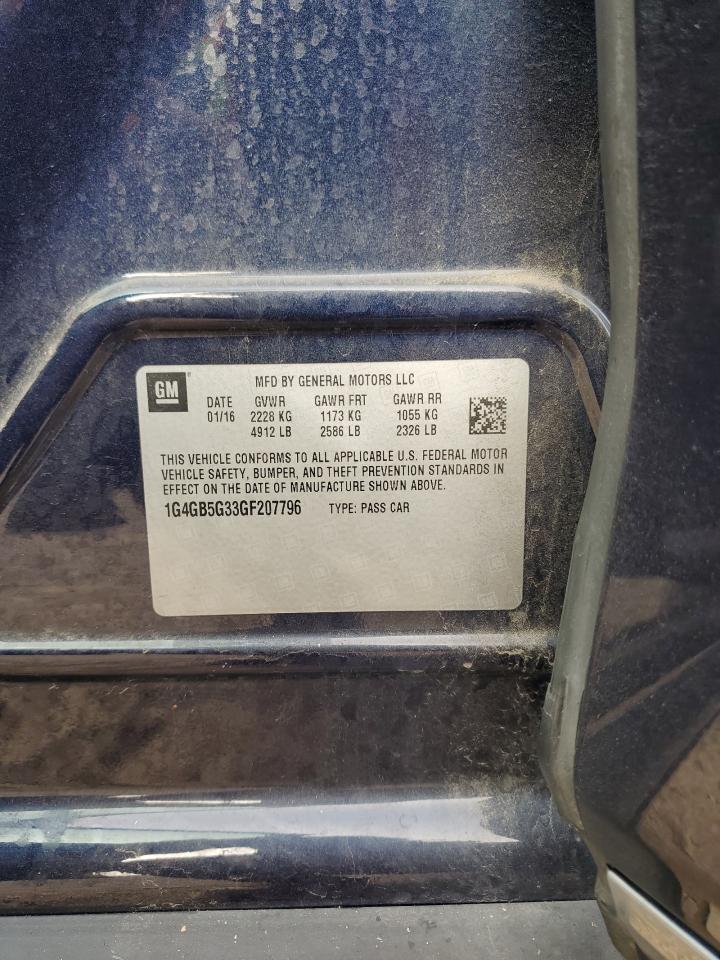 GM
MFD BY GENERAL MOTORS LLC
DATE GVWR GAWR FRT GAWR RR
01/16 2228 KG 1173 KG 1055 KG
4912 LB 2586 LB 2326 LB
THIS VEHICLE CONFORMS TO ALL APPLICABLE U.S. FEDERAL MOTOR
VEHICLE SAFETY, BUMPER, AND THEFT PREVENTION STANDARDS IN
EFFECT ON THE DATE OF MANUFACTURE SHOWN ABOVE.
1G4GB5G33GF207796 TYPE: PASS CAR